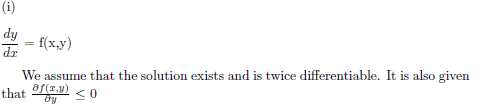 (i)
dy/dx = f(x,y)
We assume that the solution exists and is twice differentiable. It is also given
that ∂f(x,y)/∂y ≤ 0